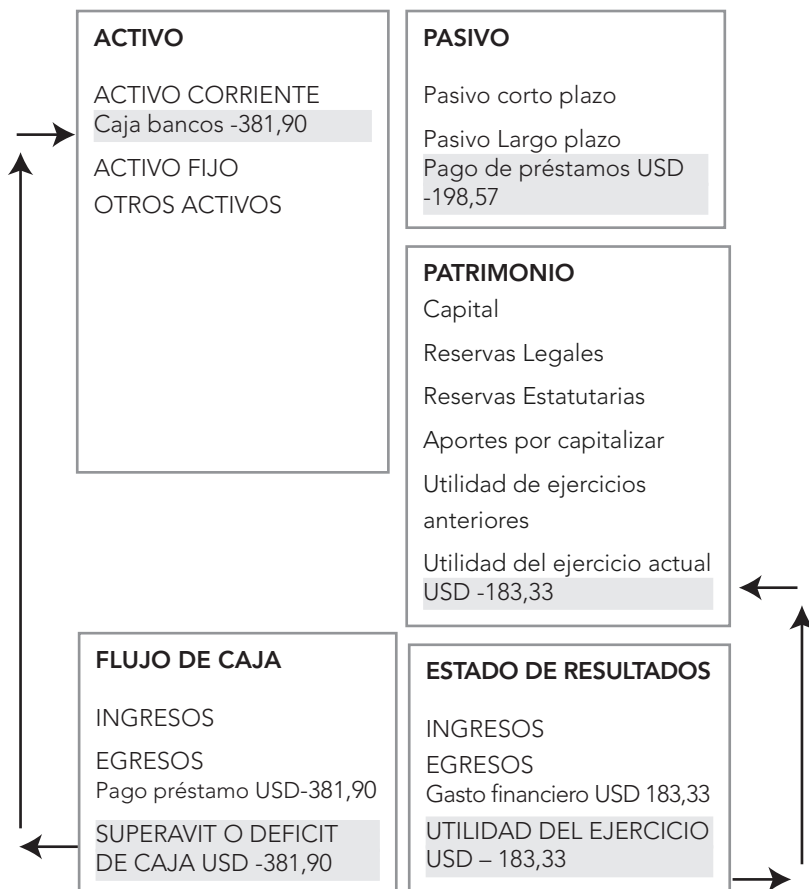 ACTIVO
ACTIVO CORRIENTE
Caja bancos -381,90
ACTIVO FIJO
OTROS ACTIVOS
PASIVO
Pasivo corto plazo
Pasivo Largo plazo
Pago de préstamos USD
-198,57
PATRIMONIO
Capital
Reservas Legales
Reservas Estatutarias
Aportes por capitalizar
Utilidad de ejercicios
anteriores
Utilidad del ejercicio actual
USD -183,33
FLUJO DE CAJA
INGRESOS
EGRESOS
Pago préstamo USD-381,90
SUPERAVIT O DEFICIT
DE CAJA USD -381,90
ESTADO DE RESULTADOS
INGRESOS
EGRESOS
Gasto financiero USD 183,33
UTILIDAD DEL EJERCICIO
USD – 183,33